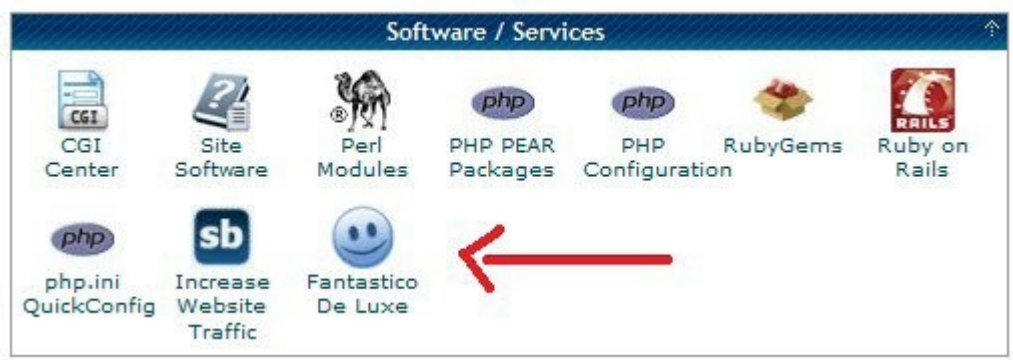 Software / Services
CGI
CGI
Center
?
Site
Software
®
Perl
Modules
php
PHP PEAR
Packages
php
PHP
Configuration
RubyGems
RAILS
Ruby on
Rails
php
php.ini
QuickConfig
sb
Increase
Website
Traffic
Fantastico
De Luxe